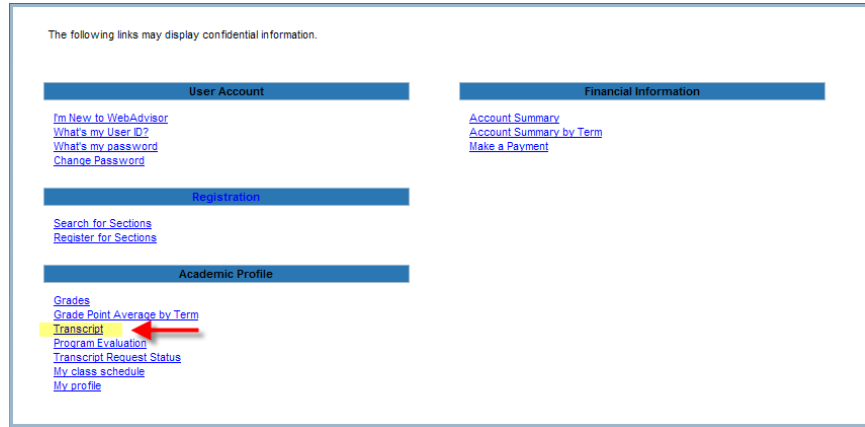 The following links may display confidential information.
User Account
I'm New to WebAdvisor
What's my User ID?
What's my password
Change Password
Registration
Search for Sections
Register for Sections
Academic Profile
Grades
Grade Point Average by Term
Transcript
Program Evaluation
Transcript Request Status
My class schedule
My profile
Financial Information
Account Summary
Account Summary by Term
Make a Payment